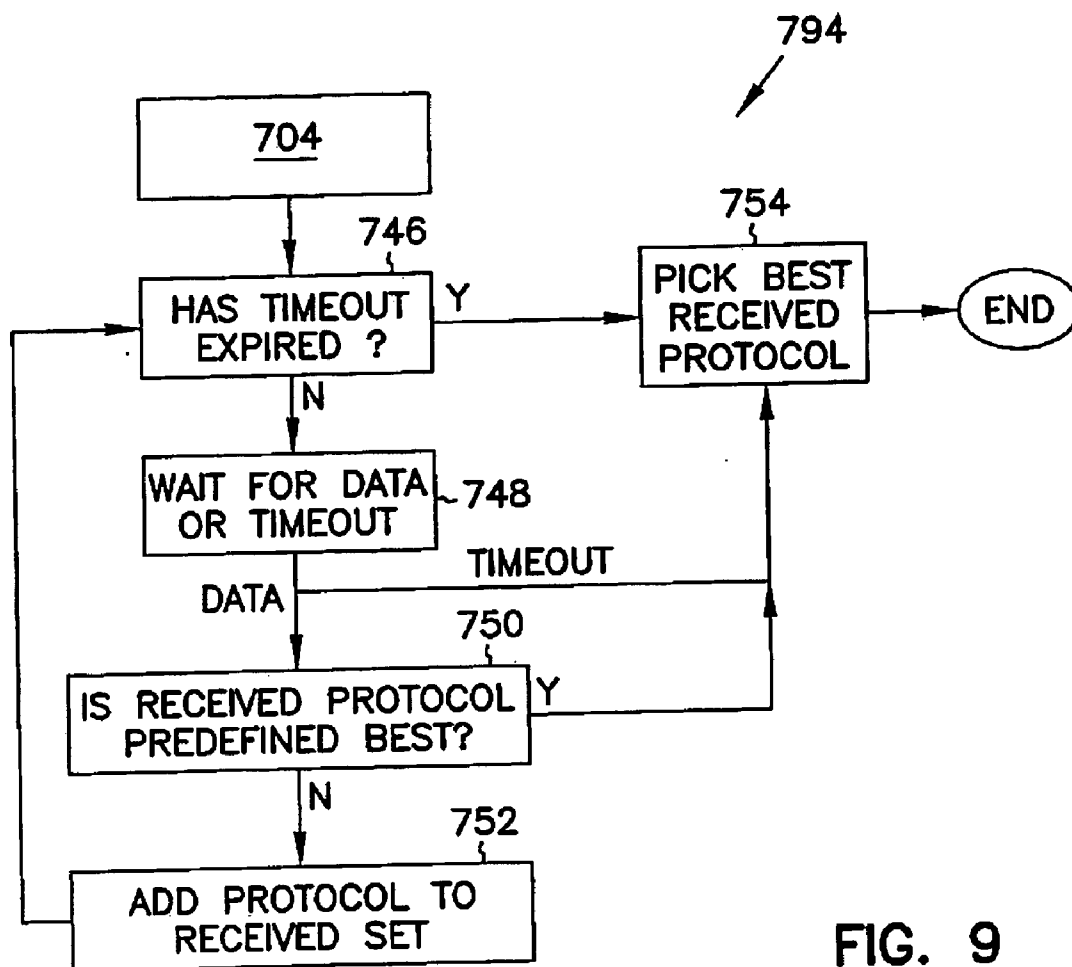 794
704
746
HAS TIMEOUT
EXPIRED ?
Y
N
754
PICK BEST
RECEIVED
PROTOCOL
END
WAIT FOR DATA
OR TIMEOUT
748
TIMEOUT
DATA
750
IS RECEIVED PROTOCOL
PREDEFINED BEST?
Y
N
752
ADD PROTOCOL TO
RECEIVED SET
FIG. 9